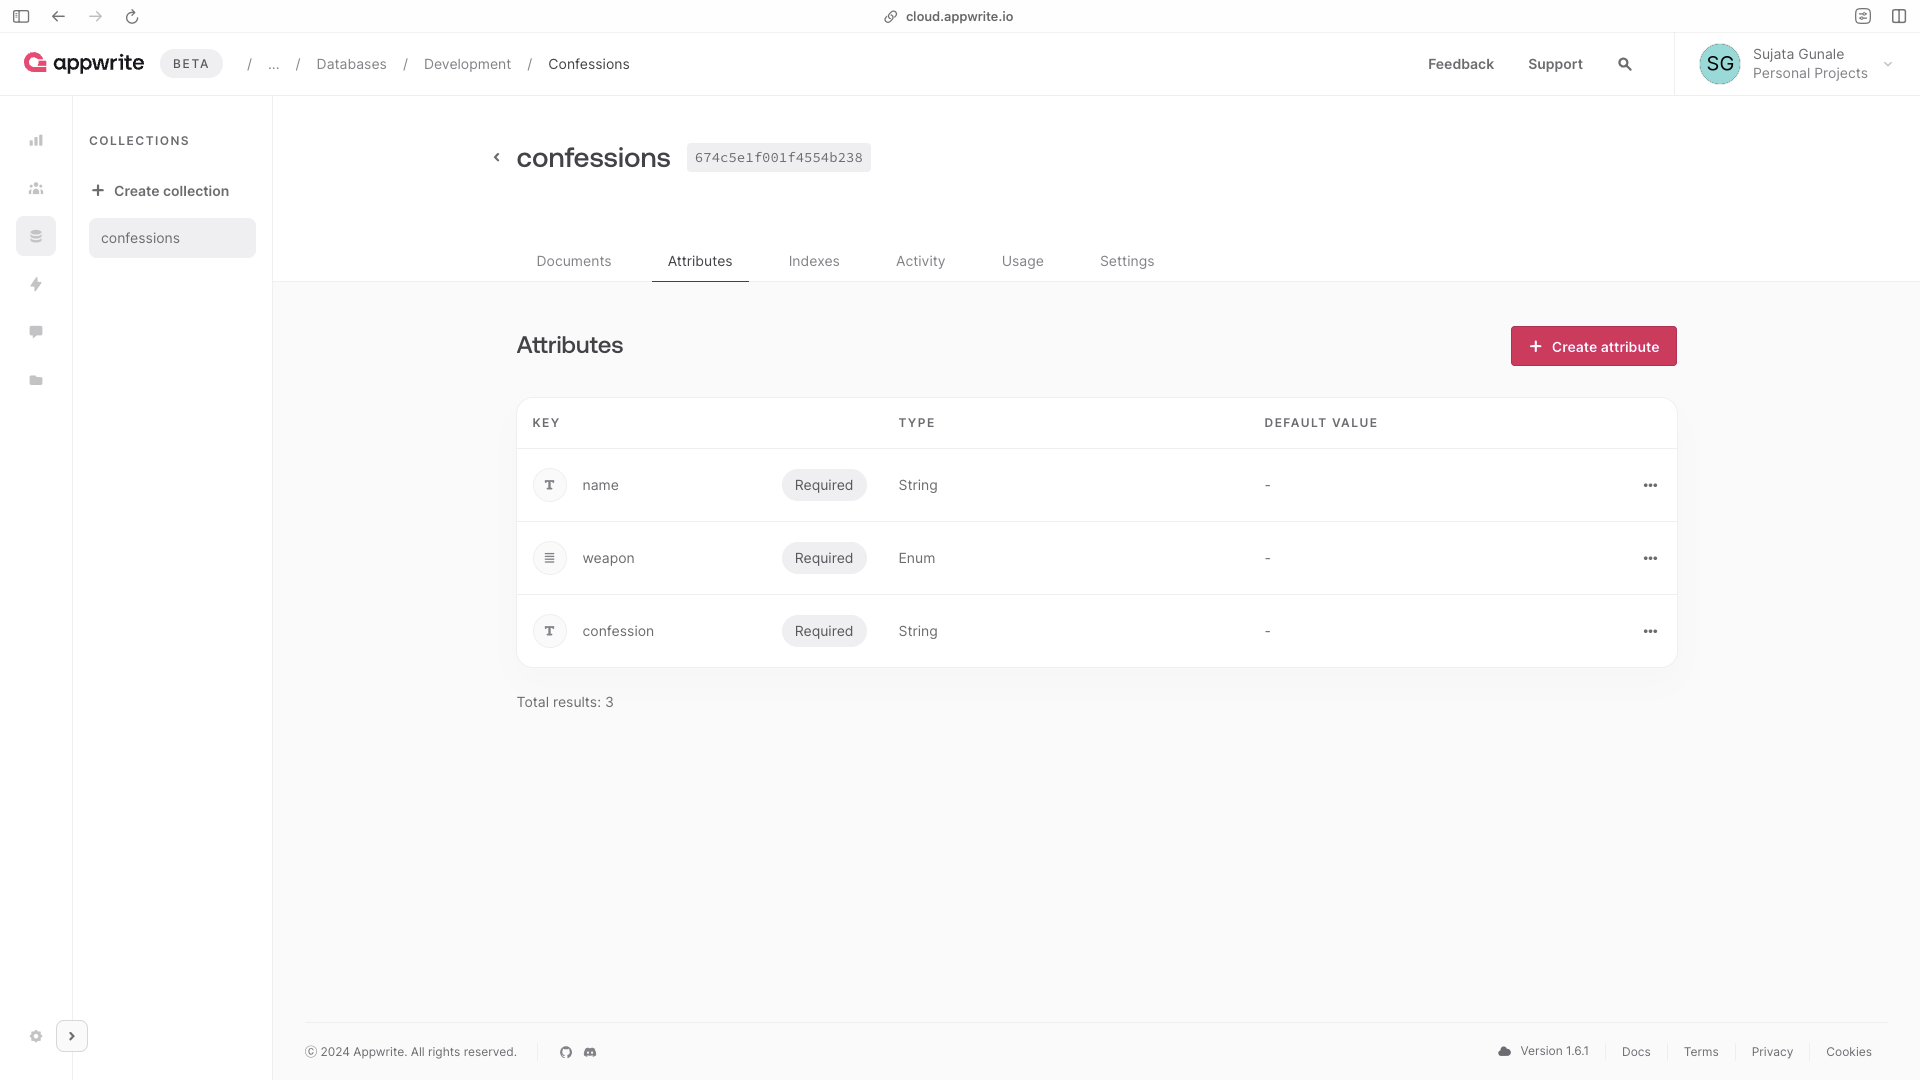 cloud.appwrite.io
appwrite BETA / ... / Databases / Development / Confessions
Feedback Support
SG Sujata Gunale
Personal Projects
COLLECTIONS
+ Create collection
confessions
confessions 674c5e1f001f4554b238
Documents Attributes Indexes Activity Usage Settings
Attributes
+ Create attribute
KEY TYPE DEFAULT VALUE
T name Required String - •••
weapon Required Enum - •••
T confession Required String - •••
Total results: 3
© 2024 Appwrite. All rights reserved.
Version 1.6.1 Docs Terms Privacy Cookies